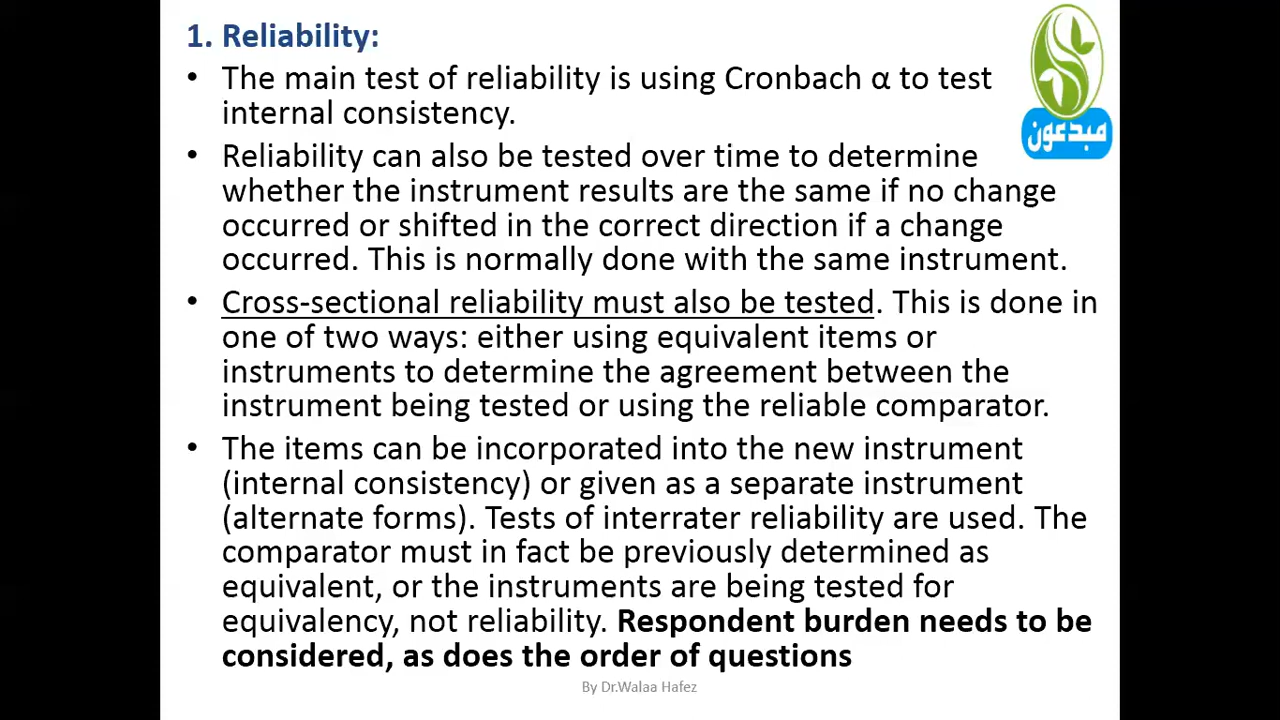 1. Reliability:
• The main test of reliability is using Cronbach α to test
internal consistency.
• Reliability can also be tested over time to determine
whether the instrument results are the same if no change
occurred or shifted in the correct direction if a change
occurred. This is normally done with the same instrument.
• Cross-sectional reliability must also be tested. This is done in
one of two ways: either using equivalent items or
instruments to determine the agreement between the
instrument being tested or using the reliable comparator.
• The items can be incorporated into the new instrument
(internal consistency) or given as a separate instrument
(alternate forms). Tests of interrater reliability are used. The
comparator must in fact be previously determined as
equivalent, or the instruments are being tested for
equivalency, not reliability. Respondent burden needs to be
considered, as does the order of questions
By Dr.Walaa Hafez
مبدعون